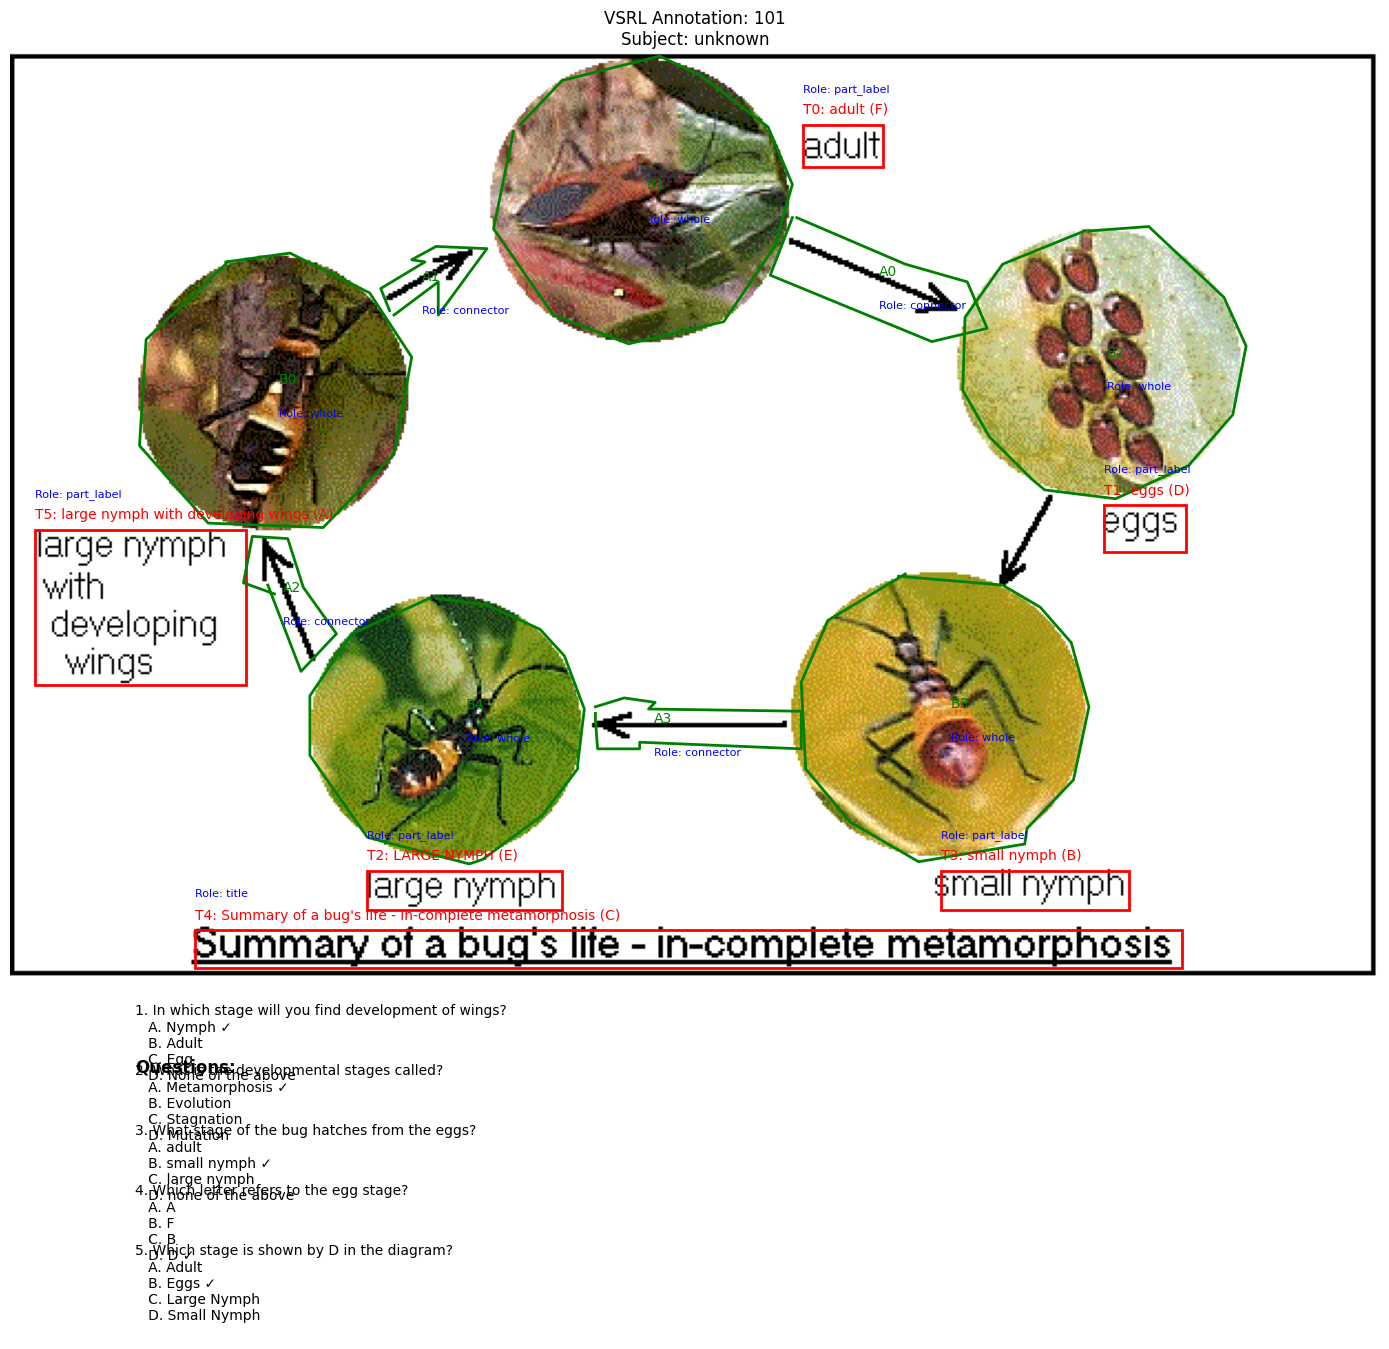 VSRL Annotation: 101
Subject: unknown
Role: part_label
T0: adult (F)
adult
B1
Role: whole
A0
Role: connector
A1
Role: connector
B2
Role: whole
B0
Role: whole
Role: part_label
T1: eggs (D)
eggs
Role: part_label
T5: large nymph with developing wings (A)
large nymph
with
developing
wings
A2
Role: connector
B4
Role: whole
A3
Role: connector
B3
Role: whole
Role: part_label
T2: LARGE NYMPH (E)
large nymph
Role: part_label
T3: small nymph (B)
small nymph
Role: title
T4: Summary of a bug's life - in-complete metamorphosis (C)
Summary of a bug's life - in-complete metamorphosis
1. In which stage will you find development of wings?
A. Nymph ✓
B. Adult
C. Egg
Questions:
D. None of the above
2. What is the developmental stages called?
A. Metamorphosis ✓
B. Evolution
C. Stagnation
D. Mutation
3. What stage of the bug hatches from the eggs?
A. adult
B. small nymph ✓
C. large nymph
D. none of the above
4. Which letter refers to the egg stage?
A. A
B. F
C. B
D. D ✓
5. Which stage is shown by D in the diagram?
A. Adult
B. Eggs ✓
C. Large Nymph
D. Small Nymph